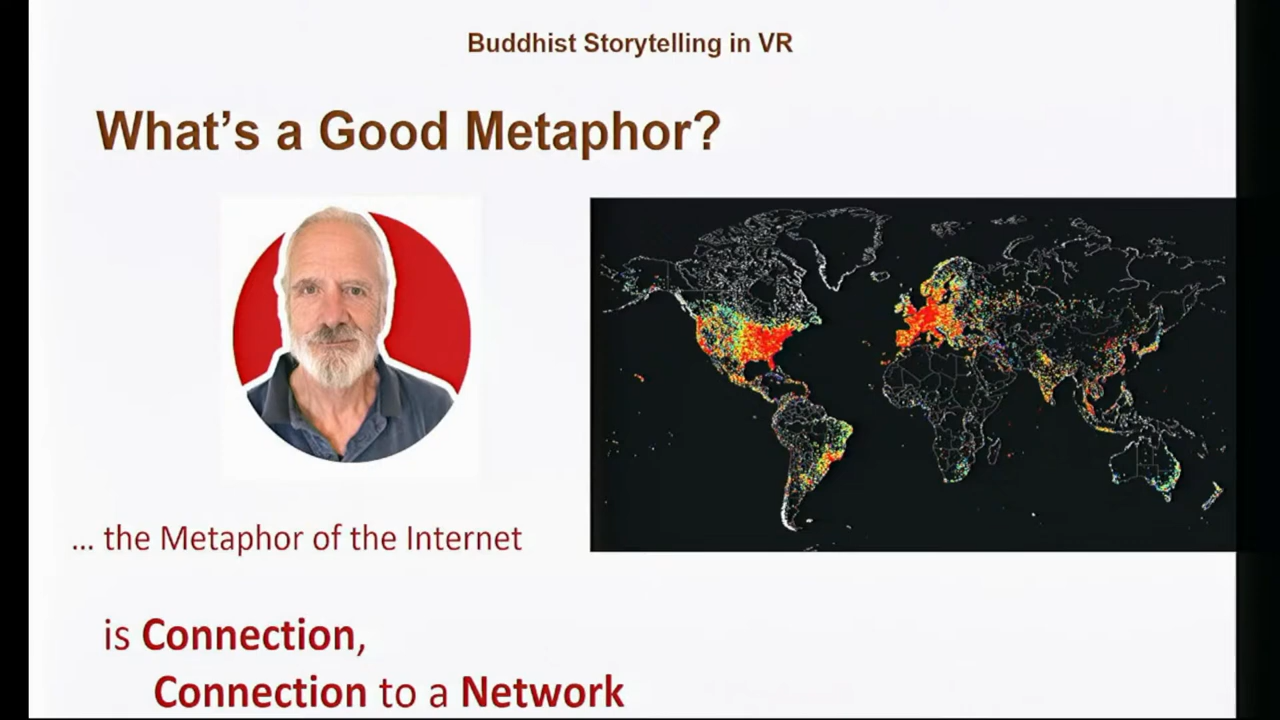 Buddhist Storytelling in VR
What’s a Good Metaphor?
... the Metaphor of the Internet
is Connection,
Connection to a Network